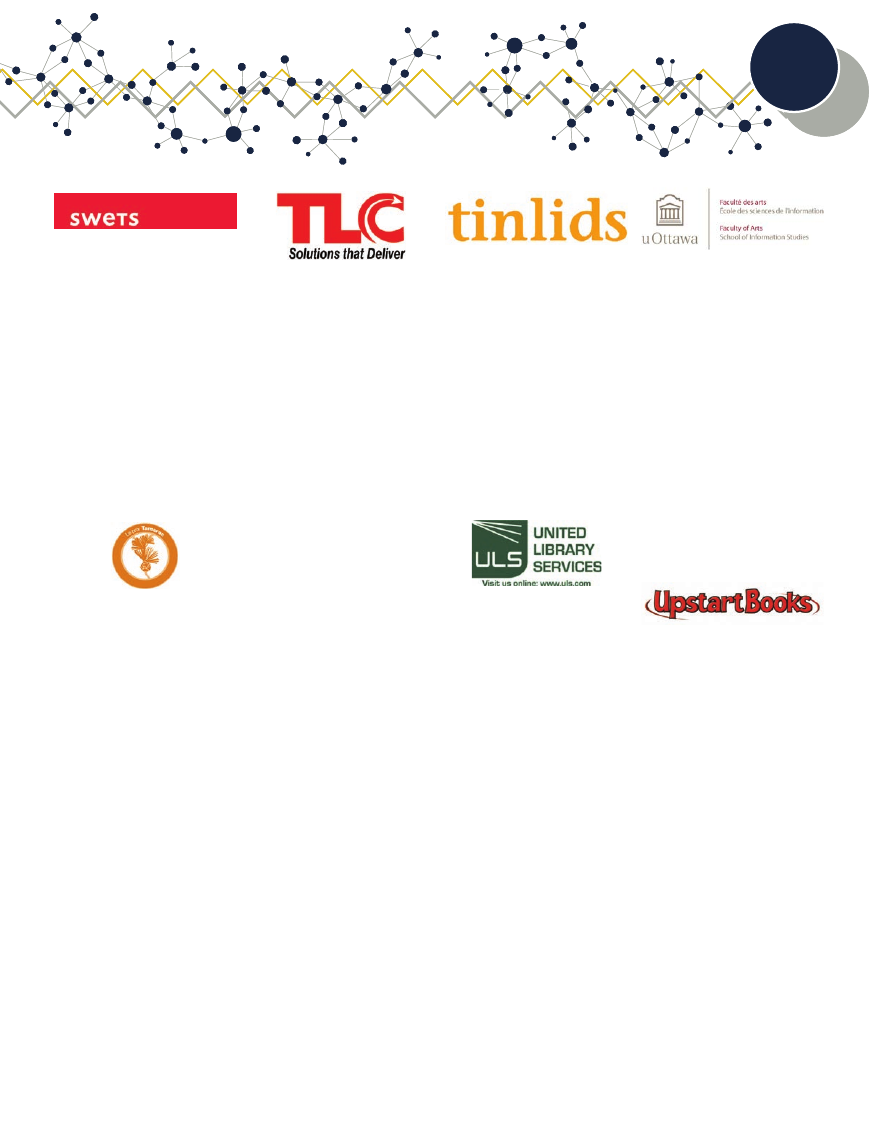 swets
TLC
Solutions that Deliver
tinlids
uOttawa
Faculté des arts
École des sciences de l'information
Faculty of Arts
School of Information Studies
ULS
UNITED
LIBRARY
SERVICES
Visit us online: www.uls.com
UpstartBooks